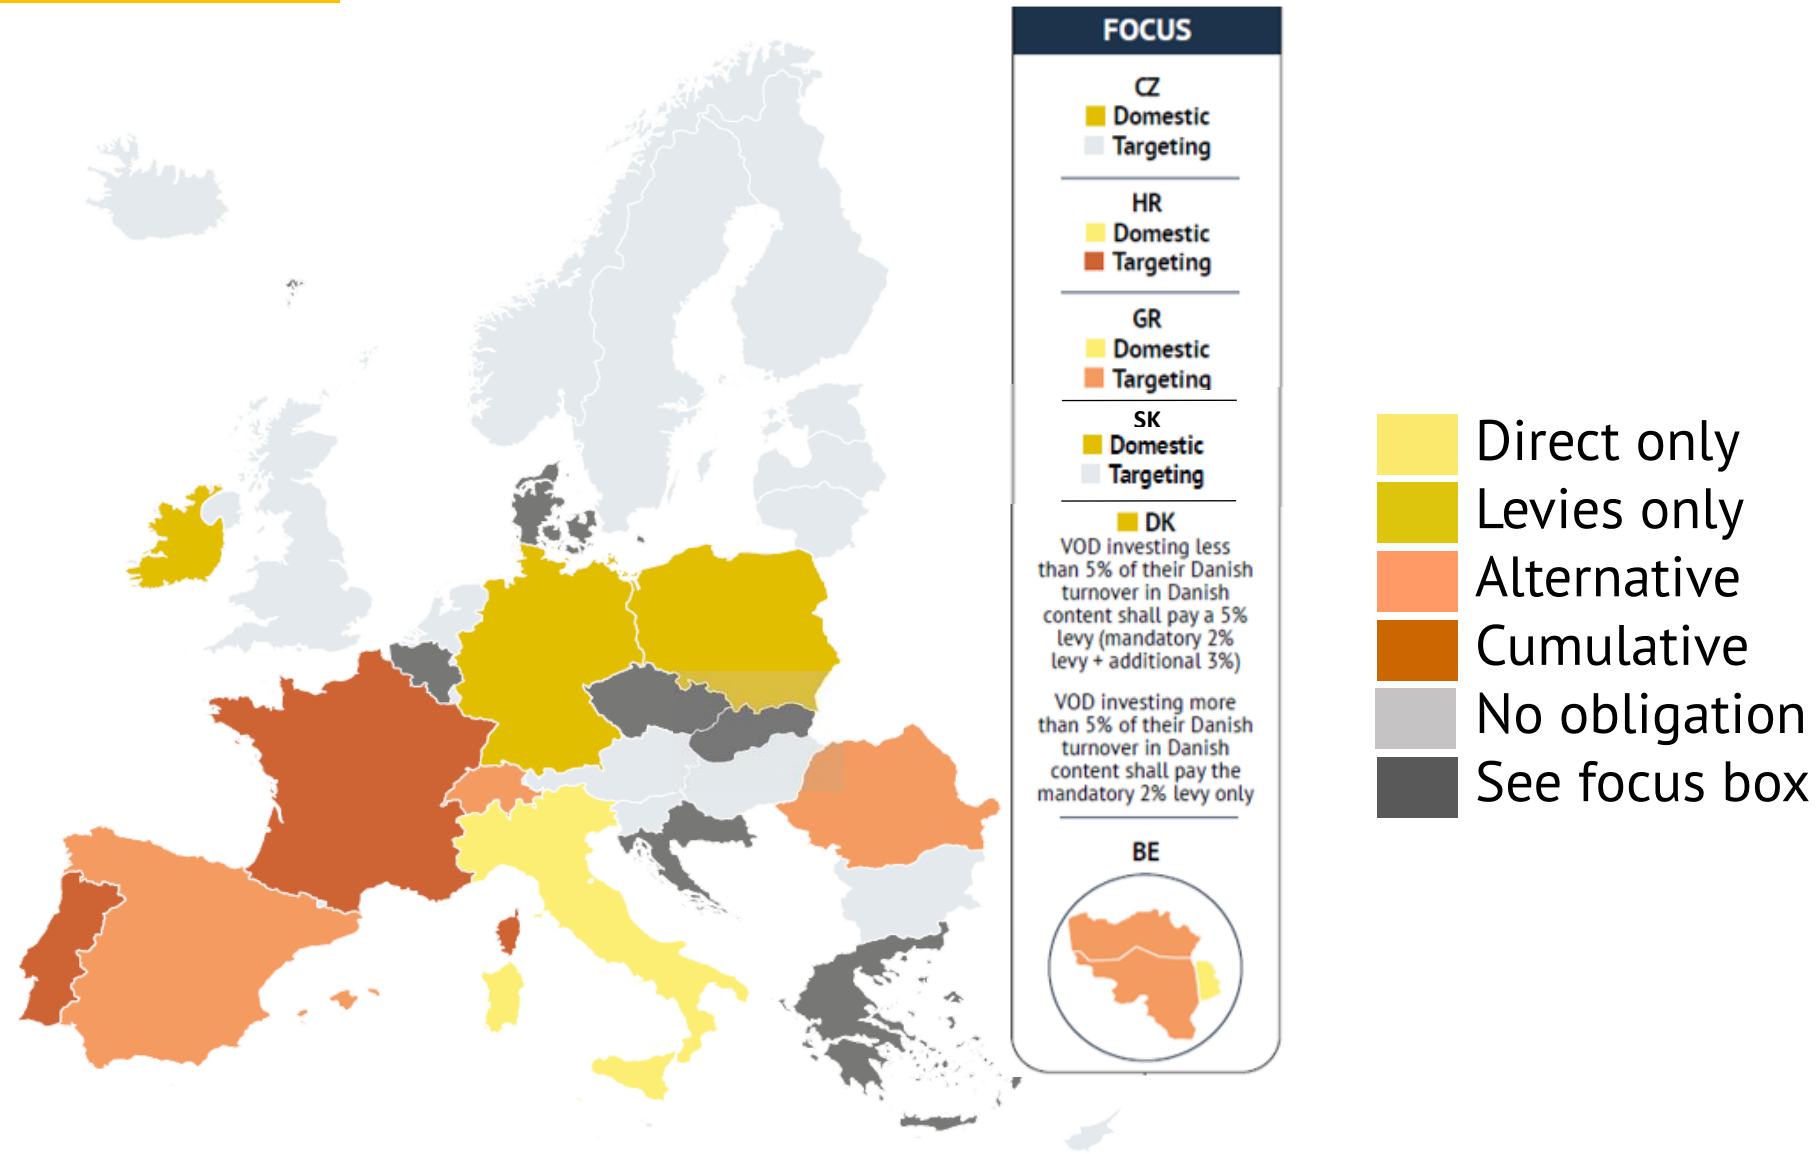 FOCUS
CZ
Domestic
Targeting
HR
Domestic
Targeting
GR
Domestic
Targeting
SK
Domestic
Targeting
DK
VOD investing less
than 5% of their Danish
turnover in Danish
content shall pay a 5%
levy (mandatory 2%
levy + additional 3%)
VOD investing more
than 5% of their Danish
turnover in Danish
content shall pay the
mandatory 2% levy only
BE
Direct only
Levies only
Alternative
Cumulative
No obligation
See focus box